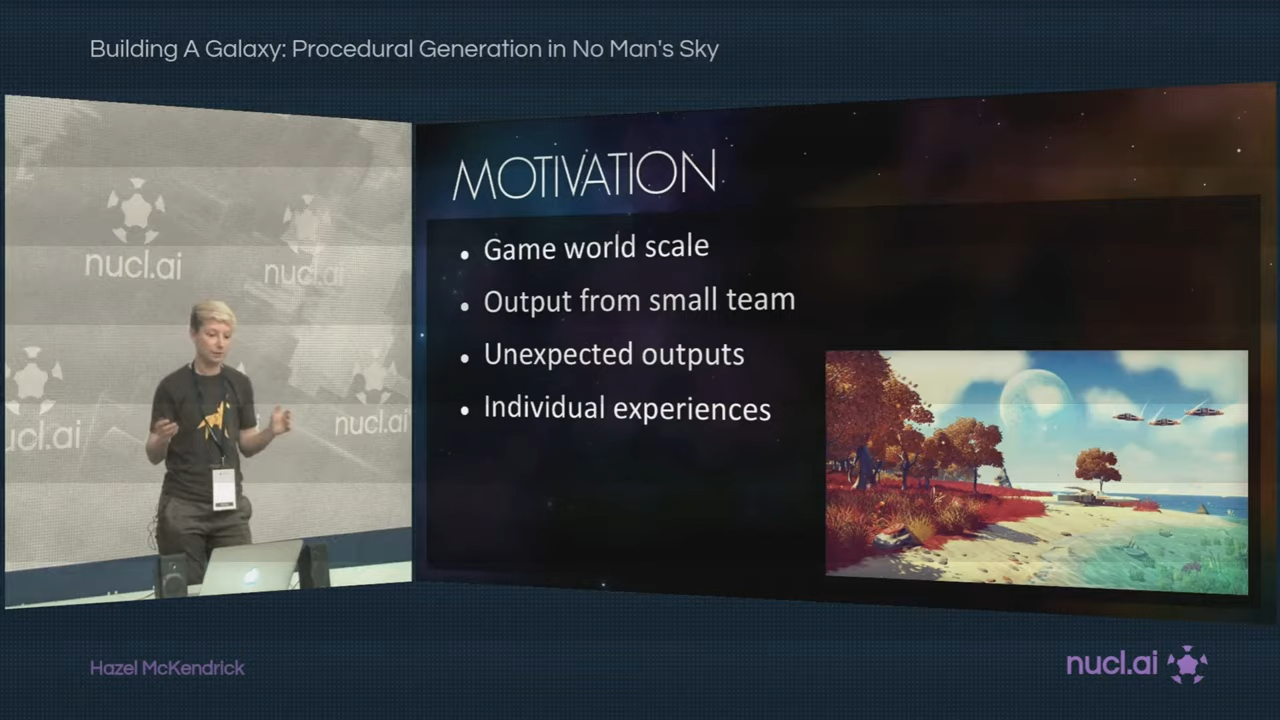 Building A Galaxy: Procedural Generation in No Man's Sky
nucl.ai
nucl.ai
ucl.ai
nucl.ai
MOTIVATION
• Game world scale
• Output from small team
• Unexpected outputs
• Individual experiences
Hazel McKendrick
nucl.ai